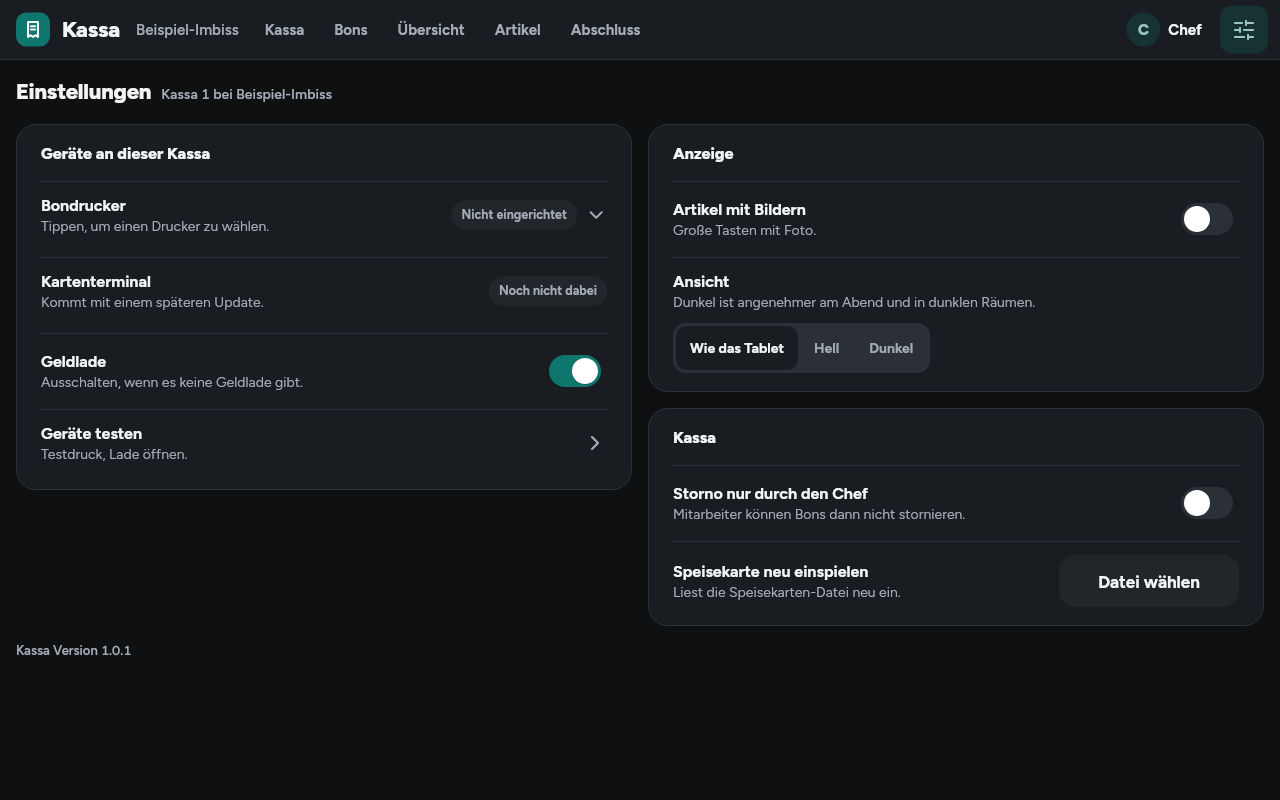 Kassa Beispiel-Imbiss Kassa Bons Übersicht Artikel Abschluss C Chef
Einstellungen Kassa 1 bei Beispiel-Imbiss
Geräte an dieser Kassa
Bondrucker
Tippen, um einen Drucker zu wählen.
Nicht eingerichtet
Kartenterminal
Kommt mit einem späteren Update.
Noch nicht dabei
Geldlade
Ausschalten, wenn es keine Geldlade gibt.
Geräte testen
Testdruck, Lade öffnen.
Anzeige
Artikel mit Bildern
Große Tasten mit Foto.
Ansicht
Dunkel ist angenehmer am Abend und in dunklen Räumen.
Wie das Tablet Hell Dunkel
Kassa
Storno nur durch den Chef
Mitarbeiter können Bons dann nicht stornieren.
Speisekarte neu einspielen
Liest die Speisekarten-Datei neu ein.
Datei wählen
Kassa Version 1.0.1